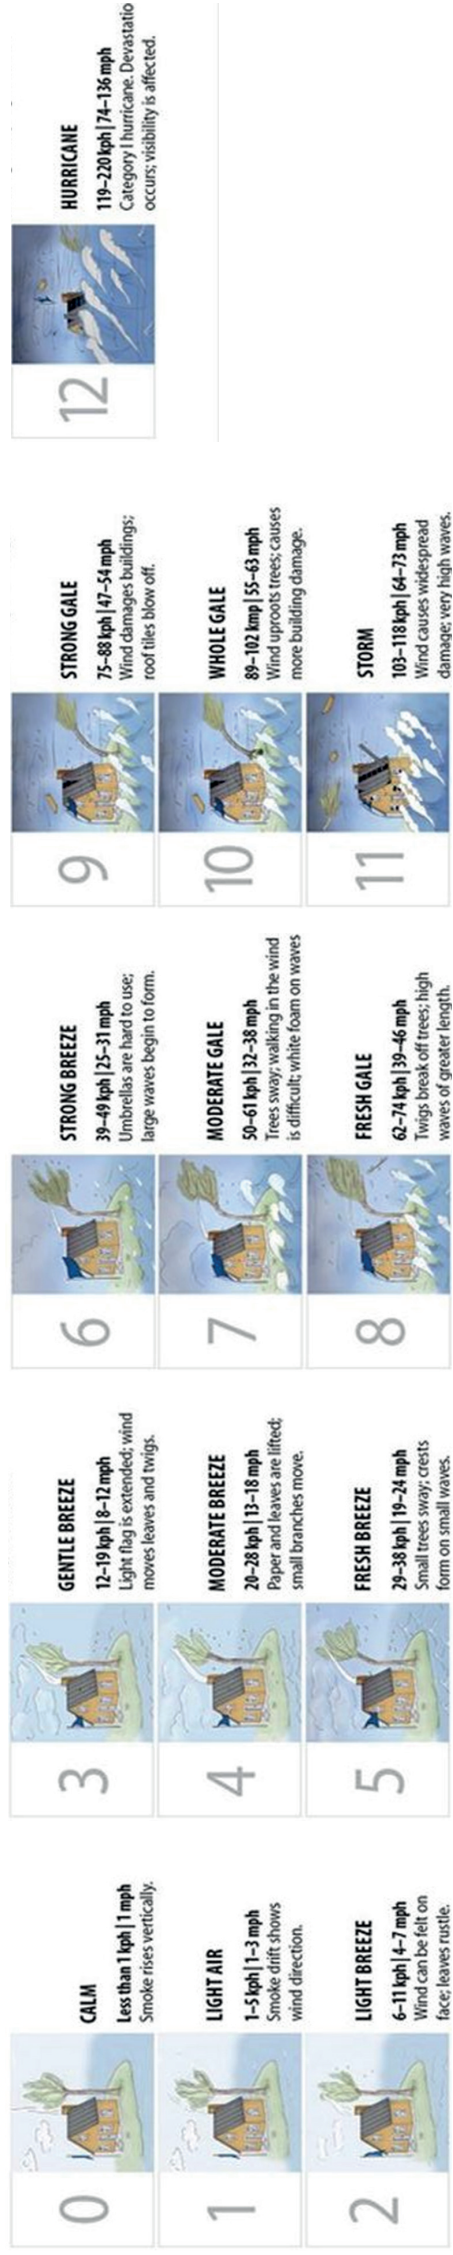 0
CALM
Less than 1 kph | 1 mph
Smoke rises vertically.
1
LIGHT AIR
1–5 kph | 1–3 mph
Smoke drift shows
wind direction.
2
LIGHT BREEZE
6–11 kph | 4–7 mph
Wind can be felt on
face; leaves rustle.
3
GENTLE BREEZE
12–19 kph | 8–12 mph
Light flag is extended; wind
moves leaves and twigs.
4
MODERATE BREEZE
20–28 kph | 13–18 mph
Paper and leaves are lifted;
small branches move.
5
FRESH BREEZE
29–38 kph | 19–24 mph
Small trees sway; crests
form on small waves.
6
STRONG BREEZE
39–49 kph | 25–31 mph
Umbrellas are hard to use;
large waves begin to form.
7
MODERATE GALE
50–61 kph | 32–38 mph
Trees sway; walking in the wind
is difficult; white foam on waves
8
FRESH GALE
62–74 kph | 39–46 mph
Twigs break off trees; high
waves of greater length.
9
STRONG GALE
75–88 kph | 47–54 mph
Wind damages buildings;
roof tiles blow off.
10
WHOLE GALE
89–102 kmp | 55–63 mph
Wind uproots trees; causes
more building damage.
11
STORM
103–118 kph | 64–73 mph
Wind causes widespread
damage; very high waves.
12
HURRICANE
119–220 kph | 74–136 mph
Category I hurricane. Devastatio
occurs; visibility is affected.